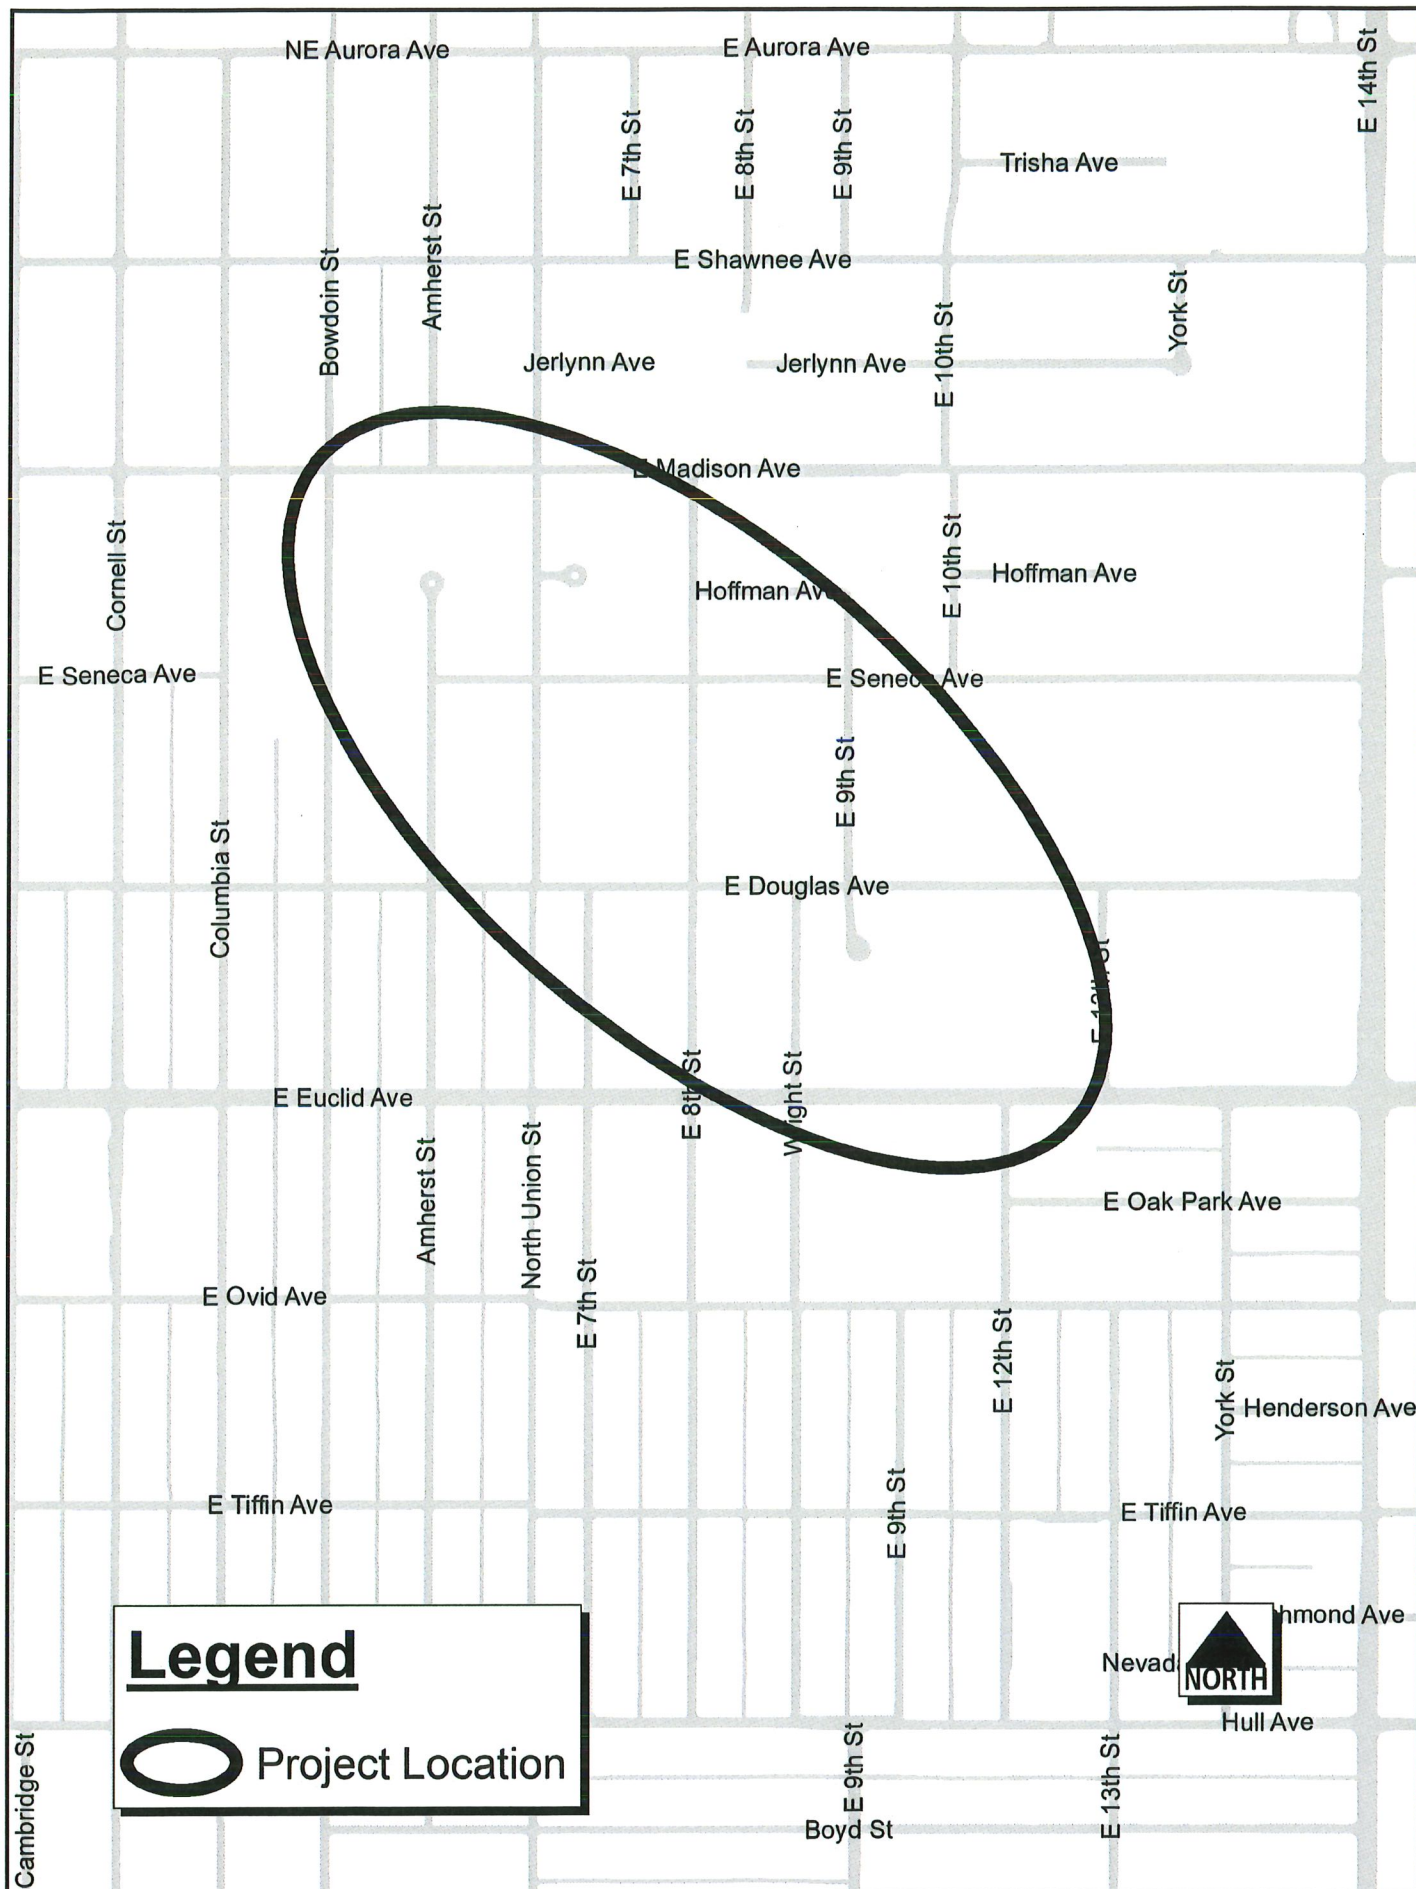 NE Aurora Ave
E Aurora Ave
E 14th St
E 7th St
E 8th St
E 9th St
Trisha Ave
Bowdoin St
Amherst St
E Shawnee Ave
York St
E 10th St
Jerlynn Ave
Jerlynn Ave
E Madison Ave
Cornell St
E 10th St
Hoffman Ave
Hoffman Ave
E Seneca Ave
E Seneca Ave
E 9th St
Columbia St
E Douglas Ave
St
E 8th St
Wright St
E Euclid Ave
Amherst St
North Union St
E Oak Park Ave
E 7th St
E Ovid Ave
E 12th St
York St
Henderson Ave
E 9th St
E Tiffin Ave
E Tiffin Ave
hmond Ave
Nevad
NORTH
Hull Ave
Legend
Project Location
Cambridge St
E 9th St
E 13th St
Boyd St